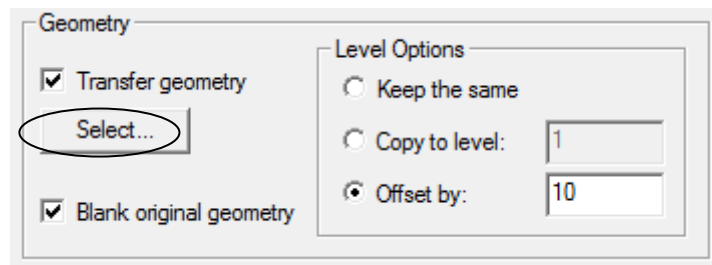 Geometry
Transfer geometry
Select...
Blank original geometry
Level Options
Keep the same
Copy to level: 1
Offset by: 10